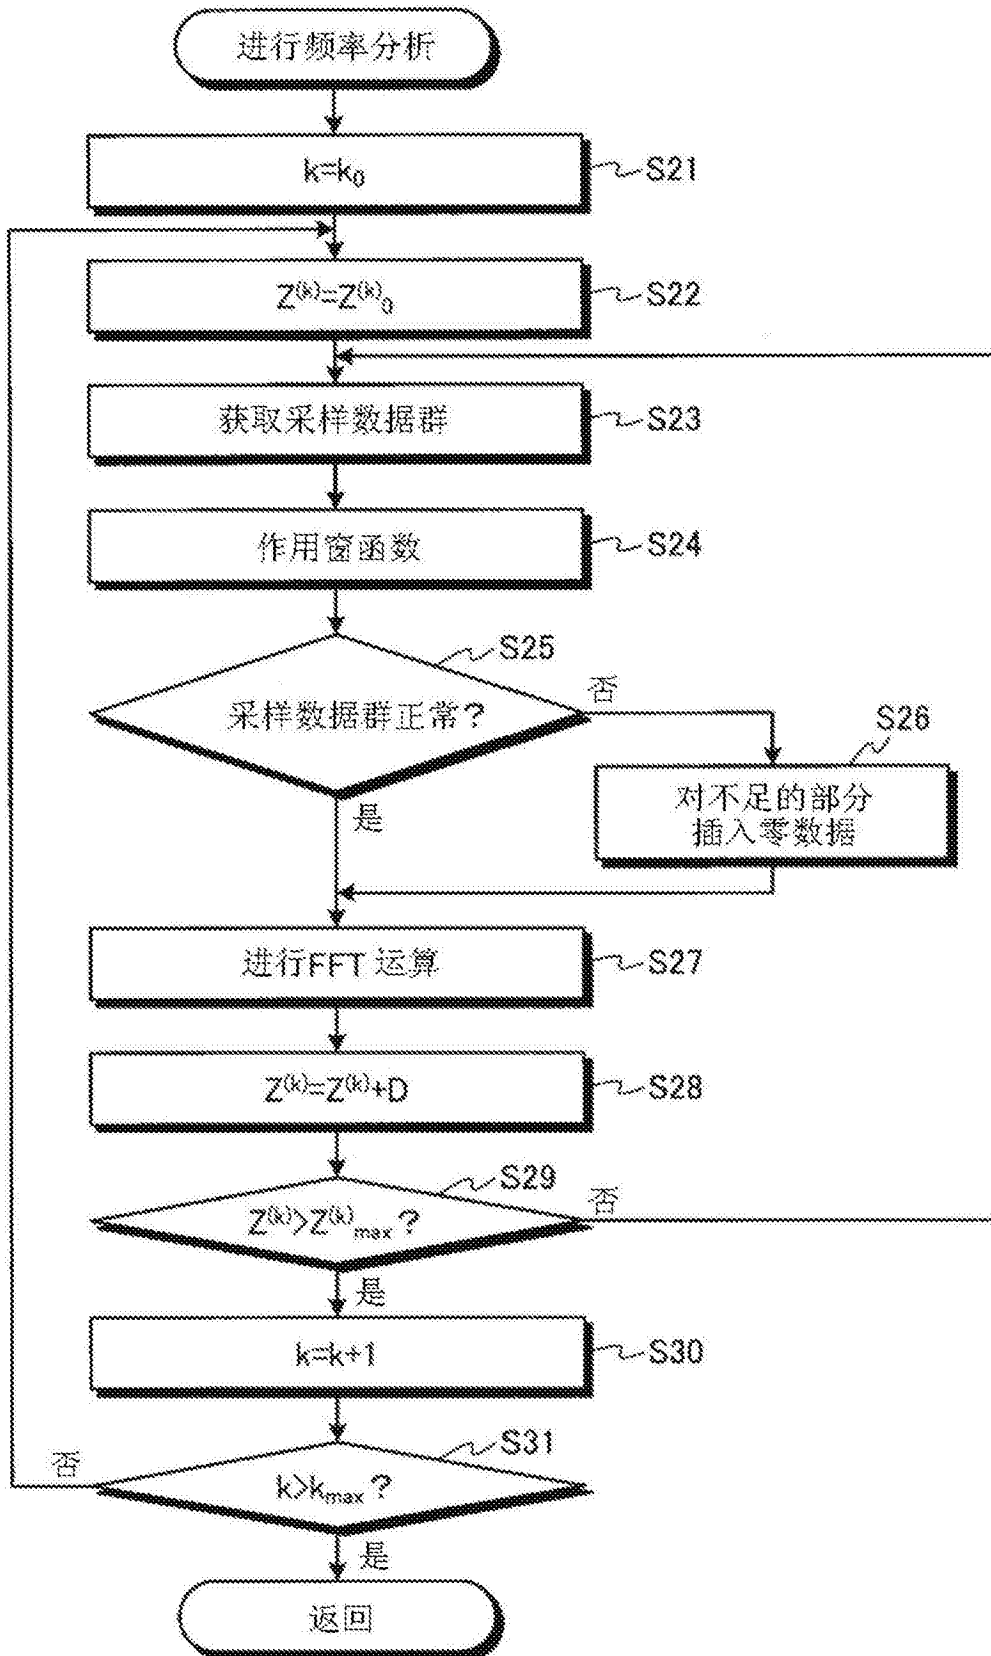 进行频率分析
k=k₀
S21
Z⁽ᵏ⁾=Z⁽ᵏ⁾₀
S22
获取采样数据群
S23
作用窗函数
S24
S25
采样数据群正常？
否
是
S26
对不足的部分
插入零数据
进行FFT 运算
S27
Z⁽ᵏ⁾=Z⁽ᵏ⁾+D
S28
S29
Z⁽ᵏ⁾>Z⁽ᵏ⁾max？
否
是
k=k+1
S30
S31
k>kmax？
否
是
返回